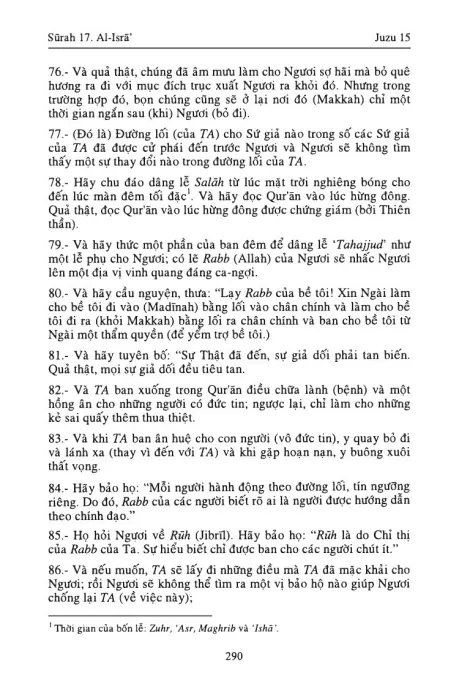 Sūrah 17. Al-Isrā’ Juzu 15
76.- Và quả thật, chúng đã âm mưu làm cho Ngươi sợ hãi mà bỏ quê
hương ra đi với mục đích trục xuất Ngươi ra khỏi đó. Nhưng trong
trường hợp đó, bọn chúng cũng sẽ ở lại nơi đó (Makkah) chỉ một
thời gian ngắn sau (khi) Ngươi (bỏ đi).
77.- (Đó là) Đường lối (của TA) cho Sứ giả nào trong số các Sứ giả
của TA đã được cử phái đến trước Ngươi và Ngươi sẽ không tìm
thấy một sự thay đổi nào trong đường lối của TA.
78.- Hãy chu đáo dâng lễ Salāh từ lúc mặt trời nghiêng bóng cho
đến lúc màn đêm tối đặc¹. Và hãy đọc Qur’ān vào lúc hừng đông.
Quả thật, đọc Qur’ān vào lúc hừng đông được chứng giám (bởi Thiên
thần).
79.- Và hãy thức một phần của ban đêm để dâng lễ ‘Tahajjud’ như
một lễ phụ cho Ngươi; có lẽ Rabb (Allah) của Ngươi sẽ nhấc Ngươi
lên một địa vị vinh quang đáng ca-ngợi.
80.- Và hãy cầu nguyện, thưa: “Lạy Rabb của bề tôi! Xin Ngài làm
cho bề tôi đi vào (Madīnah) bằng lối vào chân chính và làm cho bề
tôi đi ra (khỏi Makkah) bằng lối ra chân chính và ban cho bề tôi từ
Ngài một thẩm quyền (để yểm trợ bề tôi.)
81.- Và hãy tuyên bố: “Sự Thật đã đến, sự giả dối phải tan biến.
Quả thật, mọi sự giả dối đều tiêu tan.
82.- Và TA ban xuống trong Qur’ān điều chữa lành (bệnh) và một
hồng ân cho những người có đức tin; ngược lại, chỉ làm cho những
kẻ sai quấy thêm thua thiệt.
83.- Và khi TA ban ân huệ cho con người (vô đức tin), y quay bỏ đi
và lánh xa (thay vì đến với TA) và khi gặp hoạn nạn, y buông xuôi
thất vọng.
84.- Hãy bảo họ: “Mỗi người hành động theo đường lối, tín ngưỡng
riêng. Do đó, Rabb của các người biết rõ ai là người được hướng dẫn
theo chính đạo.”
85.- Họ hỏi Ngươi về Rūh (Jibrīl). Hãy bảo họ: “Rūh là do Chỉ thị
của Rabb của Ta. Sự hiểu biết chỉ được ban cho các người chút ít.”
86.- Và nếu muốn, TA sẽ lấy đi những điều mà TA đã mặc khải cho
Ngươi; rồi Ngươi sẽ không thể tìm ra một vị bảo hộ nào giúp Ngươi
chống lại TA (về việc này);
¹ Thời gian của bốn lễ: Zuhr, ‘Asr, Maghrib và ‘Ishā’.
290